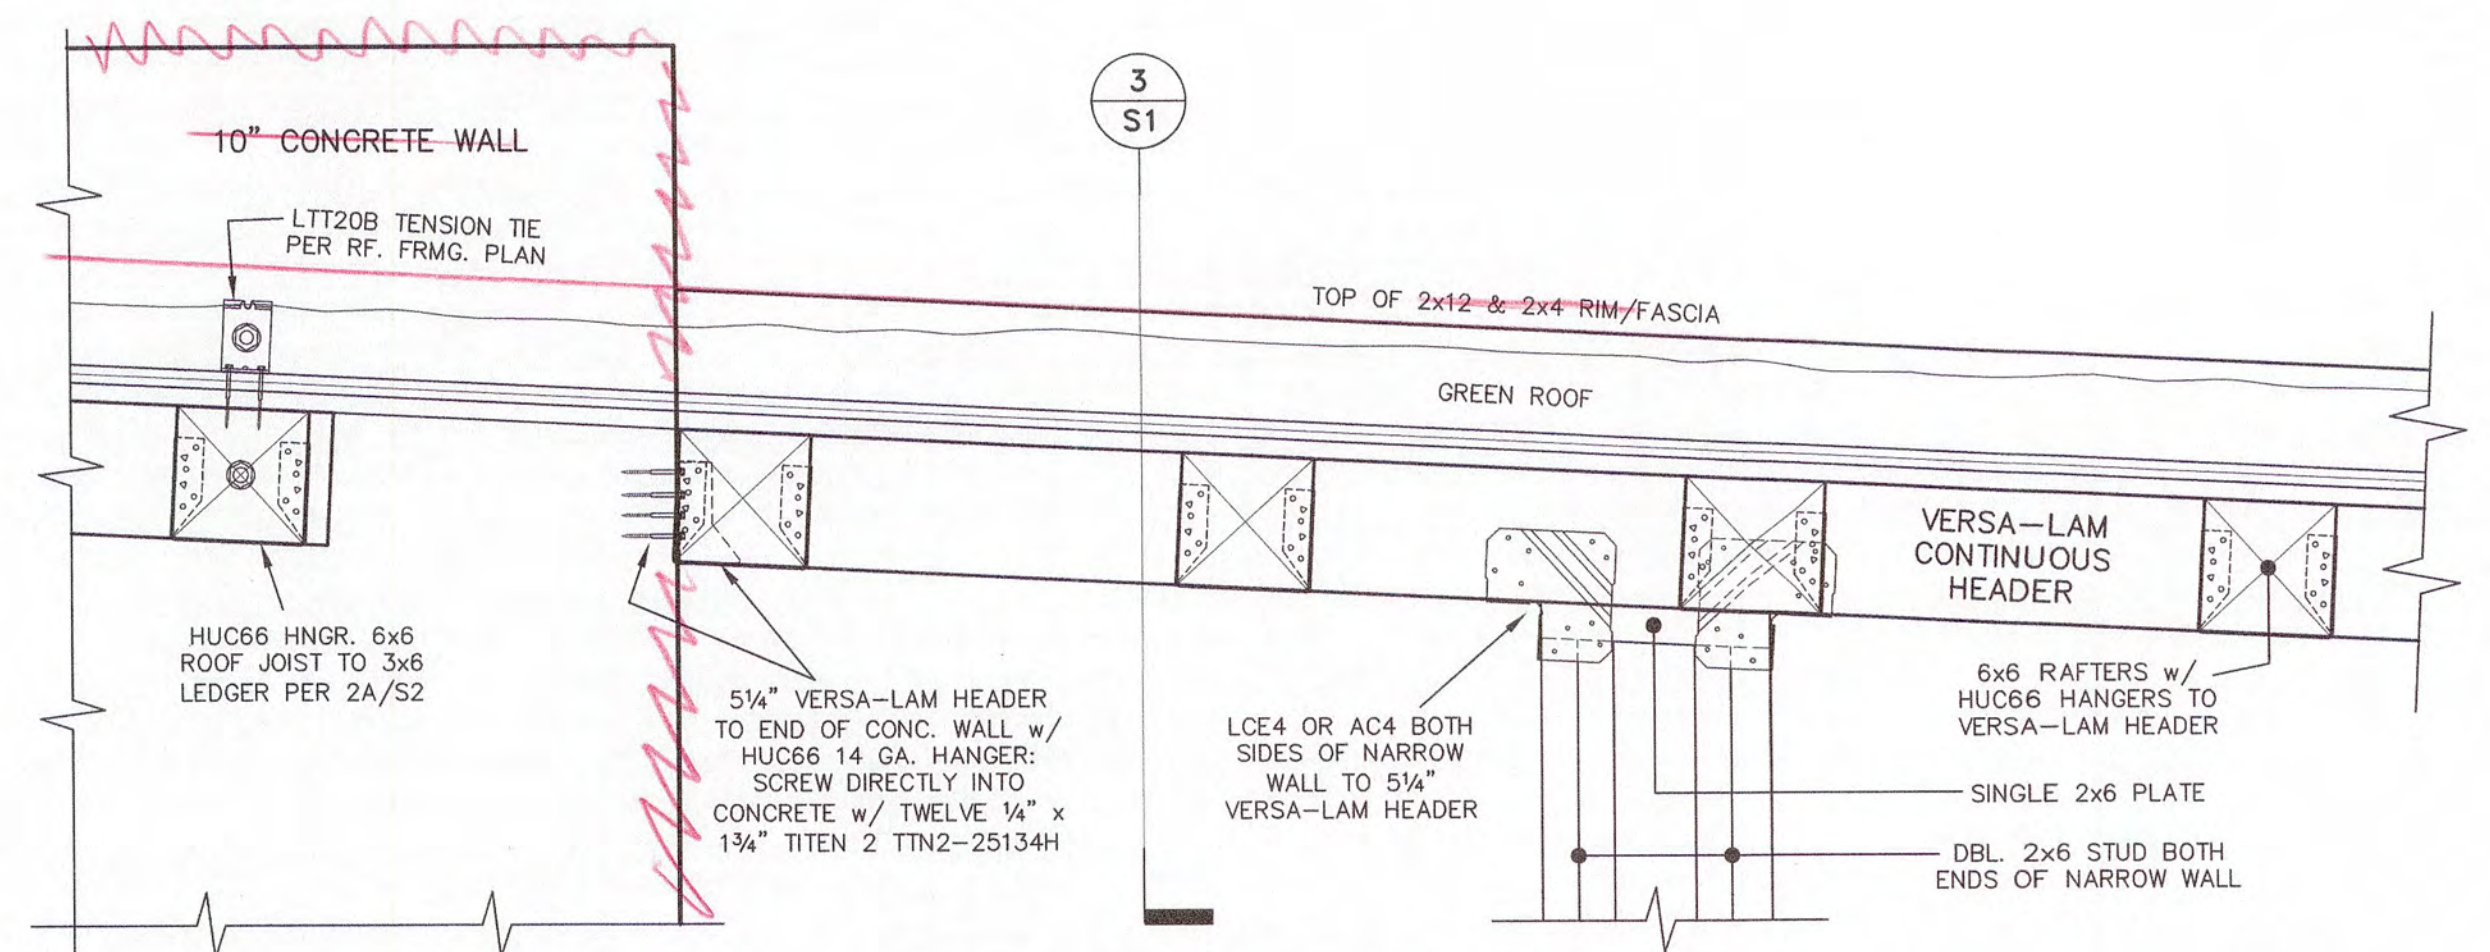 3
S1
10" CONCRETE WALL
LTT20B TENSION TIE
PER RF. FRMG. PLAN
TOP OF 2x12 & 2x4 RIM/FASCIA
GREEN ROOF
VERSA-LAM
CONTINUOUS
HEADER
HUC66 HNGR. 6x6
ROOF JOIST TO 3x6
LEDGER PER 2A/S2
5¼" VERSA-LAM HEADER
TO END OF CONC. WALL w/
HUC66 14 GA. HANGER:
SCREW DIRECTLY INTO
CONCRETE w/ TWELVE ¼" x
1¾" TITEN 2 TTN2-25134H
LCE4 OR AC4 BOTH
SIDES OF NARROW
WALL TO 5¼"
VERSA-LAM HEADER
6x6 RAFTERS w/
HUC66 HANGERS TO
VERSA-LAM HEADER
SINGLE 2x6 PLATE
DBL. 2x6 STUD BOTH
ENDS OF NARROW WALL